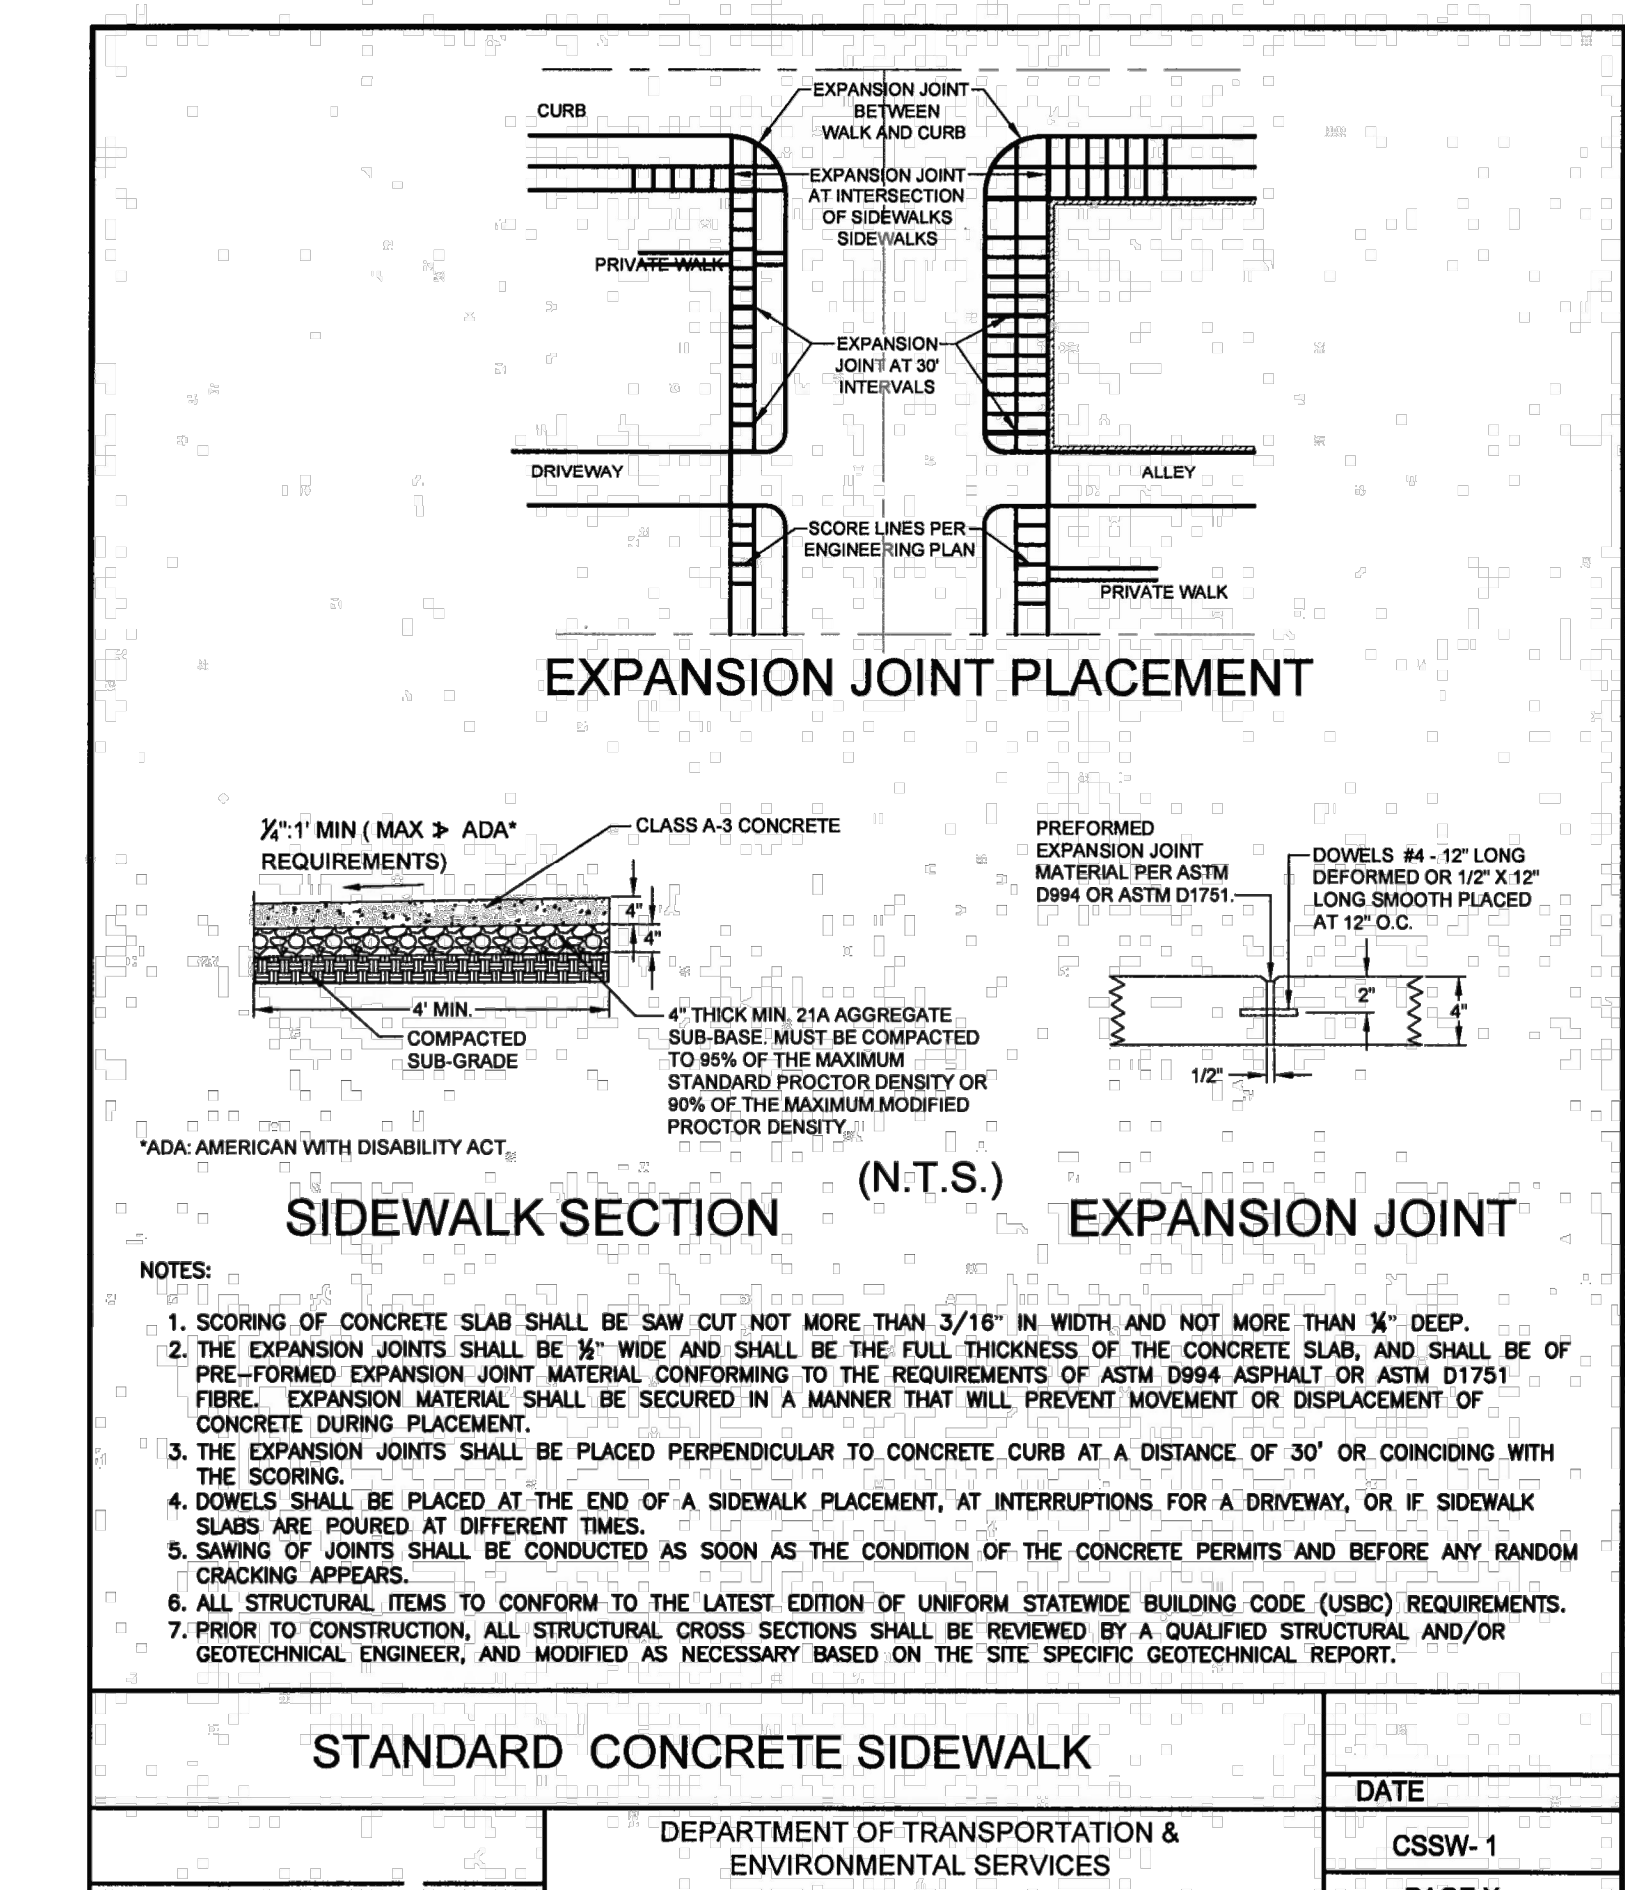 CURB
EXPANSION JOINT
BETWEEN
WALK AND CURB
EXPANSION JOINT
AT INTERSECTION
OF SIDEWALKS
SIDEWALKS
PRIVATE WALK
EXPANSION
JOINT AT 30'
INTERVALS
DRIVEWAY
ALLEY
SCORE LINES PER
ENGINEERING PLAN
PRIVATE WALK
EXPANSION JOINT PLACEMENT
¼":1' MIN ( MAX ≯ ADA*
REQUIREMENTS)
CLASS A-3 CONCRETE
4"
4"
4' MIN.
COMPACTED
SUB-GRADE
4" THICK MIN. 21A AGGREGATE
SUB-BASE. MUST BE COMPACTED
TO 95% OF THE MAXIMUM
STANDARD PROCTOR DENSITY OR
90% OF THE MAXIMUM MODIFIED
PROCTOR DENSITY
*ADA: AMERICAN WITH DISABILITY ACT.
PREFORMED
EXPANSION JOINT
MATERIAL PER ASTM
D994 OR ASTM D1751.
DOWELS #4 - 12" LONG
DEFORMED OR 1/2" X 12"
LONG SMOOTH PLACED
AT 12" O.C.
2"
4"
1/2"
(N.T.S.)
SIDEWALK SECTION
EXPANSION JOINT
NOTES:
1. SCORING OF CONCRETE SLAB SHALL BE SAW CUT NOT MORE THAN 3/16" IN WIDTH AND NOT MORE THAN ¼" DEEP.
2. THE EXPANSION JOINTS SHALL BE ½" WIDE AND SHALL BE THE FULL THICKNESS OF THE CONCRETE SLAB, AND SHALL BE OF
PRE-FORMED EXPANSION JOINT MATERIAL CONFORMING TO THE REQUIREMENTS OF ASTM D994 ASPHALT OR ASTM D1751
FIBRE. EXPANSION MATERIAL SHALL BE SECURED IN A MANNER THAT WILL PREVENT MOVEMENT OR DISPLACEMENT OF
CONCRETE DURING PLACEMENT.
3. THE EXPANSION JOINTS SHALL BE PLACED PERPENDICULAR TO CONCRETE CURB AT A DISTANCE OF 30' OR COINCIDING WITH
THE SCORING.
4. DOWELS SHALL BE PLACED AT THE END OF A SIDEWALK PLACEMENT, AT INTERRUPTIONS FOR A DRIVEWAY, OR IF SIDEWALK
SLABS ARE POURED AT DIFFERENT TIMES.
5. SAWING OF JOINTS SHALL BE CONDUCTED AS SOON AS THE CONDITION OF THE CONCRETE PERMITS AND BEFORE ANY RANDOM
CRACKING APPEARS.
6. ALL STRUCTURAL ITEMS TO CONFORM TO THE LATEST EDITION OF UNIFORM STATEWIDE BUILDING CODE (USBC) REQUIREMENTS.
7. PRIOR TO CONSTRUCTION, ALL STRUCTURAL CROSS SECTIONS SHALL BE REVIEWED BY A QUALIFIED STRUCTURAL AND/OR
GEOTECHNICAL ENGINEER, AND MODIFIED AS NECESSARY BASED ON THE SITE SPECIFIC GEOTECHNICAL REPORT.
STANDARD CONCRETE SIDEWALK
DATE
DEPARTMENT OF TRANSPORTATION &
ENVIRONMENTAL SERVICES
CSSW- 1